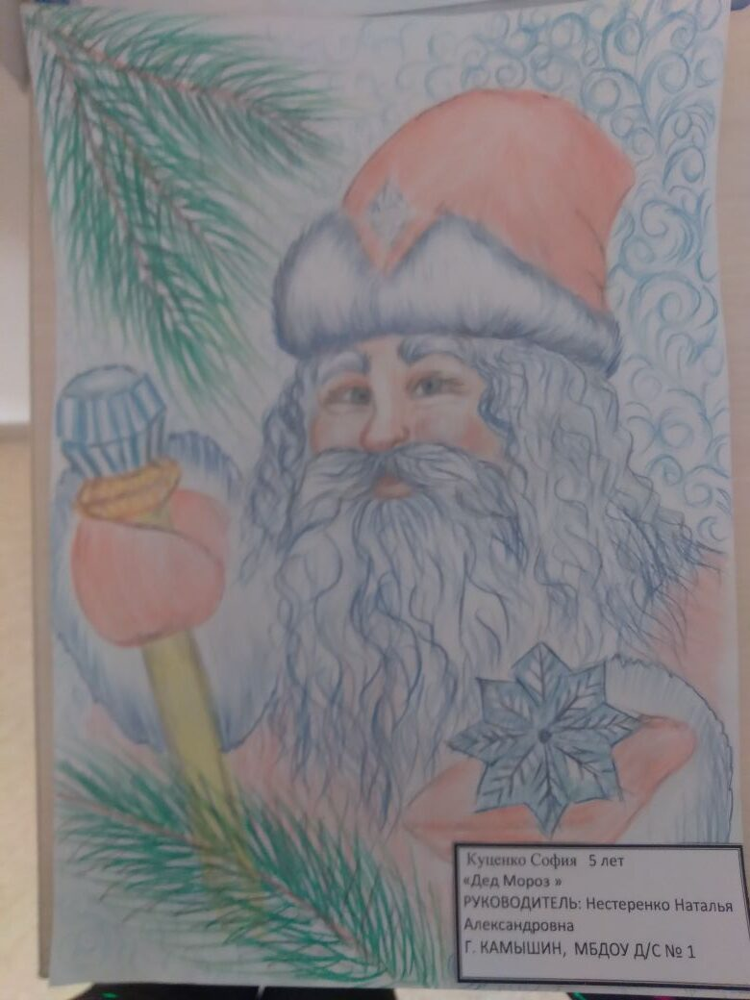 Куценко София 5 лет
«Дед Мороз »
РУКОВОДИТЕЛЬ: Нестеренко Наталья
Александровна
Г. КАМЫШИН, МБДОУ Д/С № 1